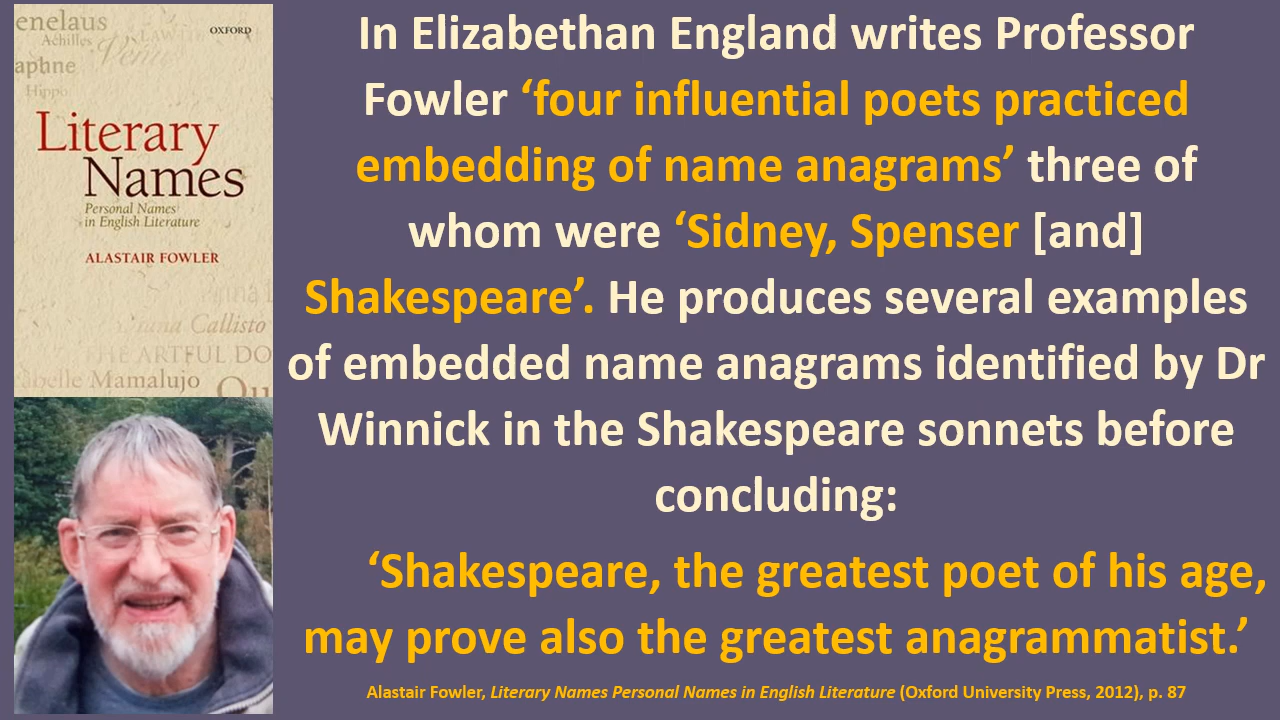 enelaus
OXFORD
Achilles
Venu
aphne
Hippo
Literary
Names
Personal Names
in English Literature
ALASTAIR FOWLER
Callisto
THE ARTFUL DO
abelle Mamalujo
Qu
In Elizabethan England writes Professor
Fowler ‘four influential poets practiced
embedding of name anagrams’ three of
whom were ‘Sidney, Spenser [and]
Shakespeare’. He produces several examples
of embedded name anagrams identified by Dr
Winnick in the Shakespeare sonnets before
concluding:
‘Shakespeare, the greatest poet of his age,
may prove also the greatest anagrammatist.’
Alastair Fowler, Literary Names Personal Names in English Literature (Oxford University Press, 2012), p. 87